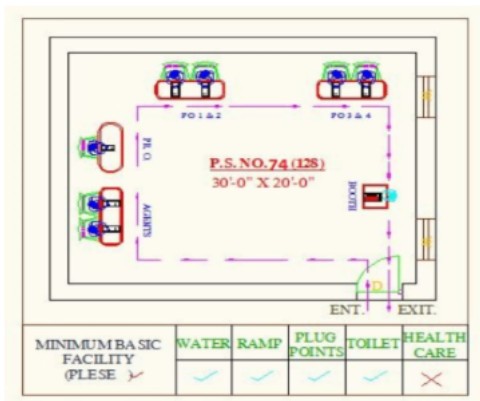 PO 1 & 2
PO 3 & 4
PR. O.
P.S. NO.74 (128)
30'-0" X 20'-0"
BOOTH
AGENTS
W
W
D
ENT.
EXIT.
MINIMUM BASIC
FACILITY
(PLESE ✓)
WATER
RAMP
PLUG
POINTS
TOILET
HEALTH
CARE